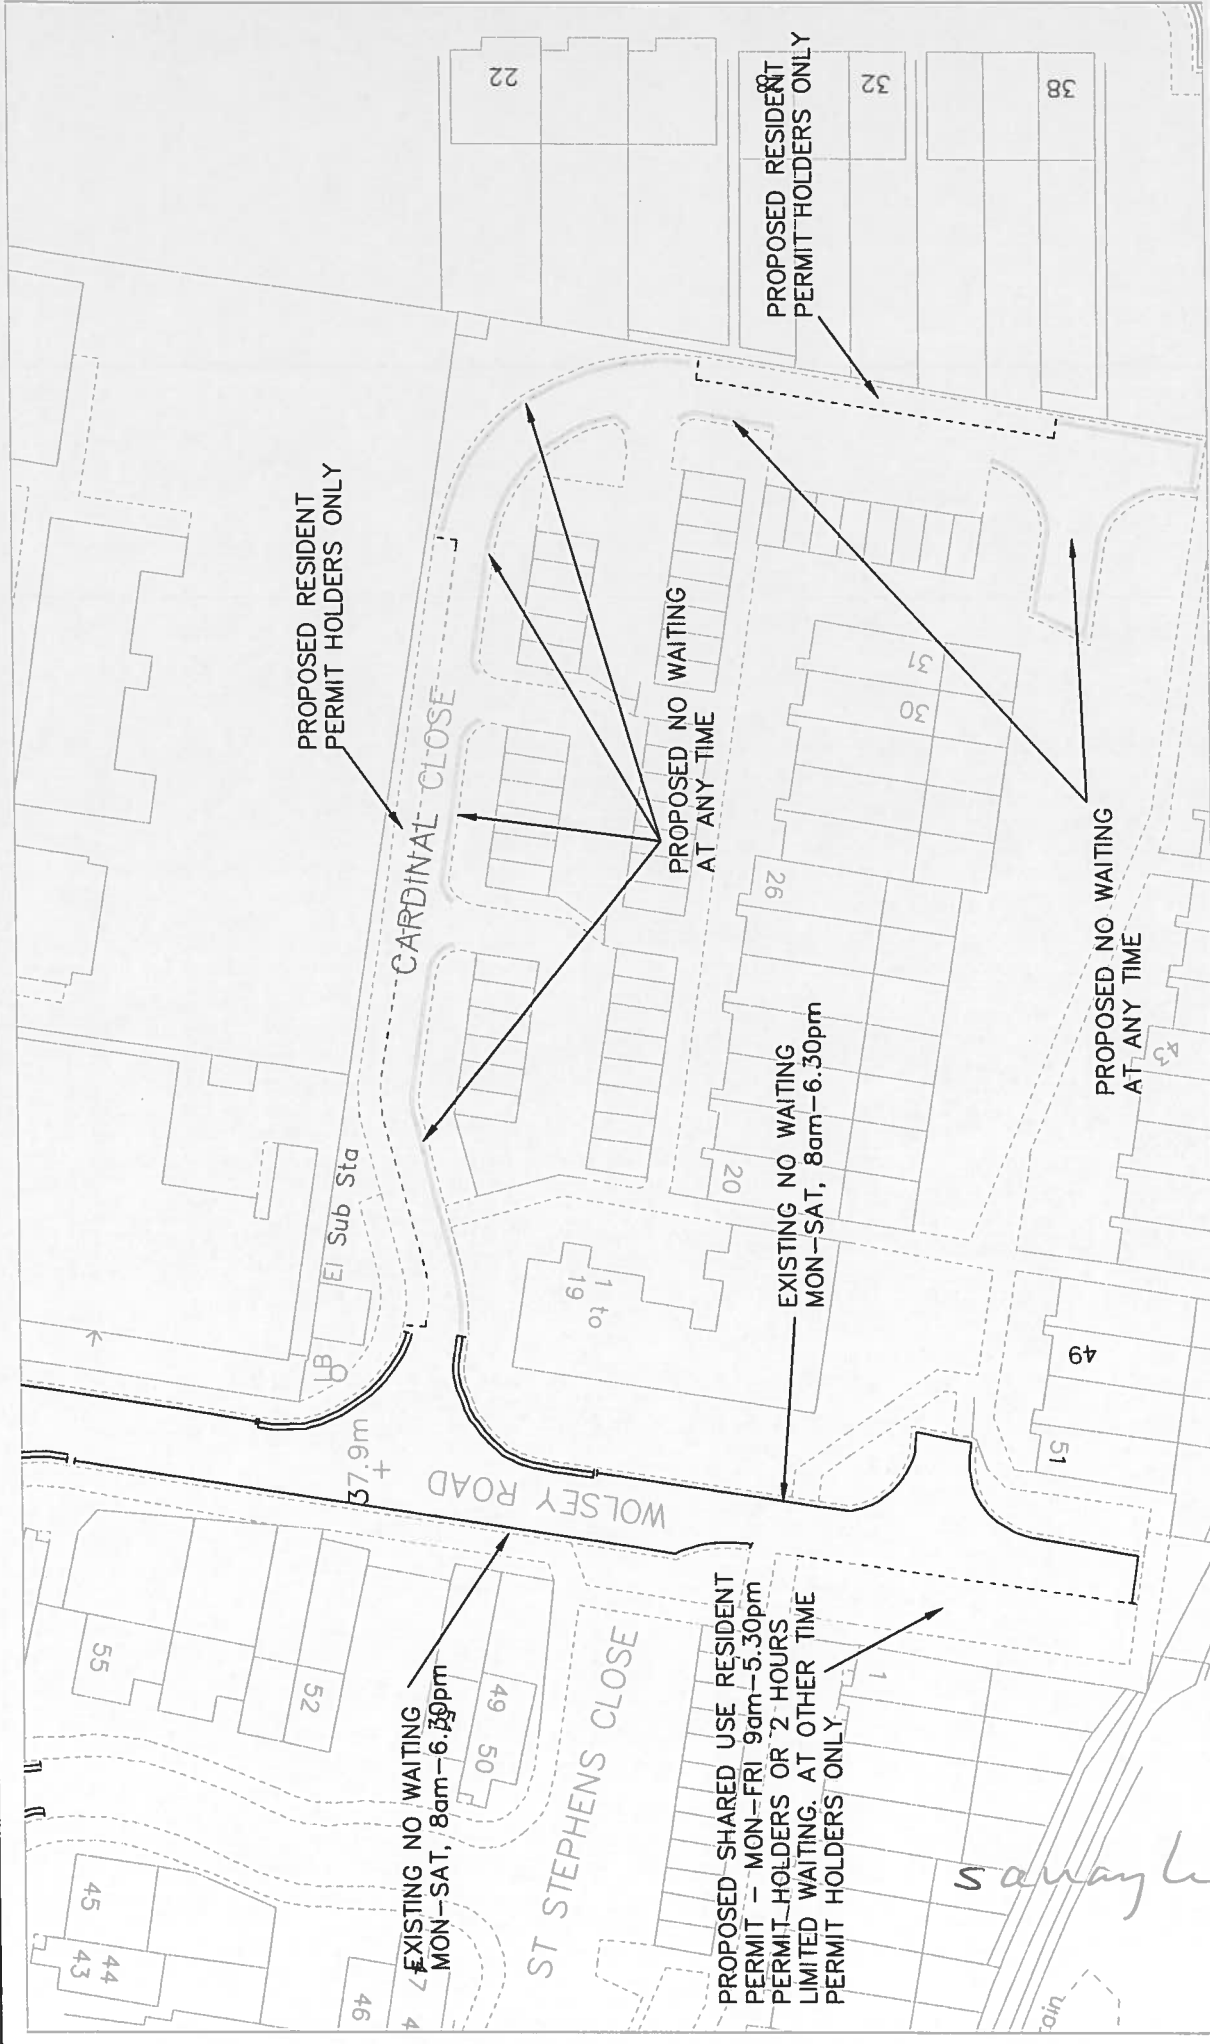 22
32
38
PROPOSED RESIDENT
PERMIT HOLDERS ONLY
PROPOSED RESIDENT
PERMIT HOLDERS ONLY
CARDINAL CLOSE
PROPOSED NO WAITING
AT ANY TIME
31
30
26
20
PROPOSED NO WAITING
AT ANY TIME
El Sub Sta
LB
37.6m
+
1 to
19
EXISTING NO WAITING
MON-SAT, 8am-6.30pm
49
51
WOLSEY ROAD
55
52
49
50
EXISTING NO WAITING
MON-SAT, 8am-6.30pm
ST STEPHENS CLOSE
PROPOSED SHARED USE RESIDENT
PERMIT - MON-FRI 9am-5.30pm
PERMIT HOLDERS OR 2 HOURS
LIMITED WAITING. AT OTHER TIME
PERMIT HOLDERS ONLY
1
45
44
43
46